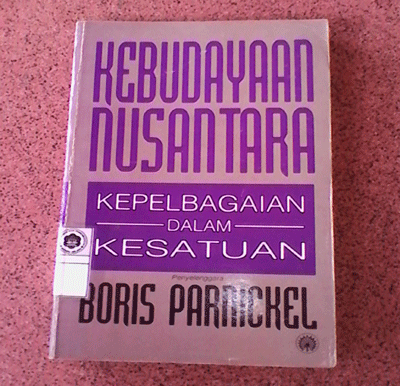 KEBUDAYAAN
NUSANTARA
KEPELBAGAIAN
DALAM
KESATUAN
Penyelenggara
BORIS PARNICKEL